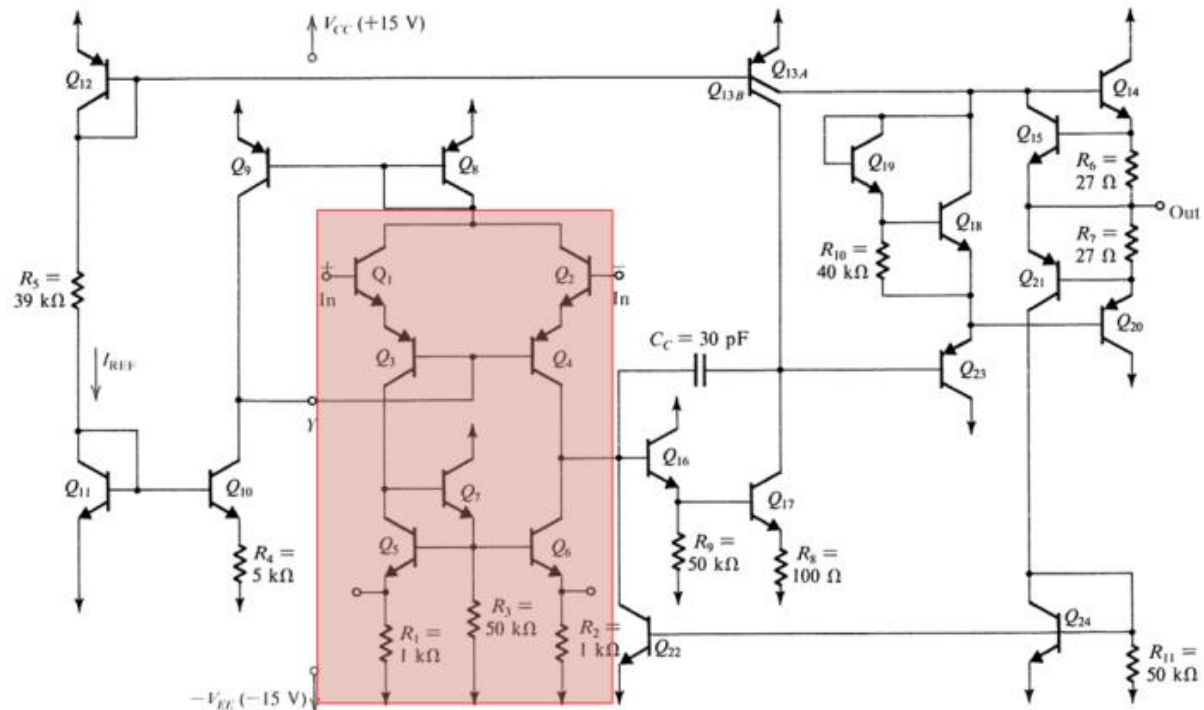 V_CC (+15 V)
Q12
Q13A
Q13B
Q14
Q15
Q9
Q8
Q19
R6 =
27 Ω
Q18
Out
Q1
Q2
+
In
−
In
R7 =
27 Ω
R5 =
39 kΩ
R10 =
40 kΩ
Q21
Q20
C_C = 30 pF
Q3
Q4
Q23
I_REF
Y
Q16
Q11
Q10
Q7
Q17
Q5
Q6
R9 =
50 kΩ
R8 =
100 Ω
R4 =
5 kΩ
R3 =
50 kΩ
R1 =
1 kΩ
R2 =
1 kΩ
Q22
Q24
R11 =
50 kΩ
−V_EE (−15 V)